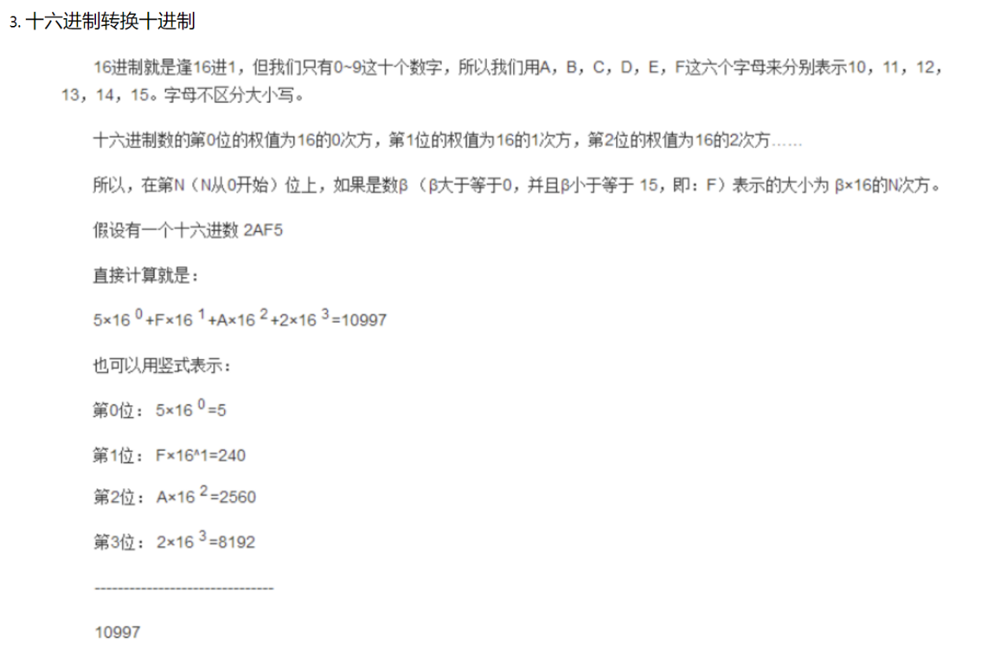 3. 十六进制转换十进制
16进制就是逢16进1，但我们只有0~9这十个数字，所以我们用A，B，C，D，E，F这六个字母来分别表示10，11，12，
13，14，15。字母不区分大小写。
十六进制数的第0位的权值为16的0次方，第1位的权值为16的1次方，第2位的权值为16的2次方……
所以，在第N（N从0开始）位上，如果是数β （β大于等于0，并且β小于等于 15，即：F）表示的大小为 β×16的N次方。
假设有一个十六进数 2AF5
直接计算就是：
5×16 ⁰+F×16 ¹+A×16 ²+2×16 ³=10997
也可以用竖式表示：
第0位： 5×16 ⁰=5
第1位： F×16^1=240
第2位： A×16 ²=2560
第3位： 2×16 ³=8192
-------------------------------
10997